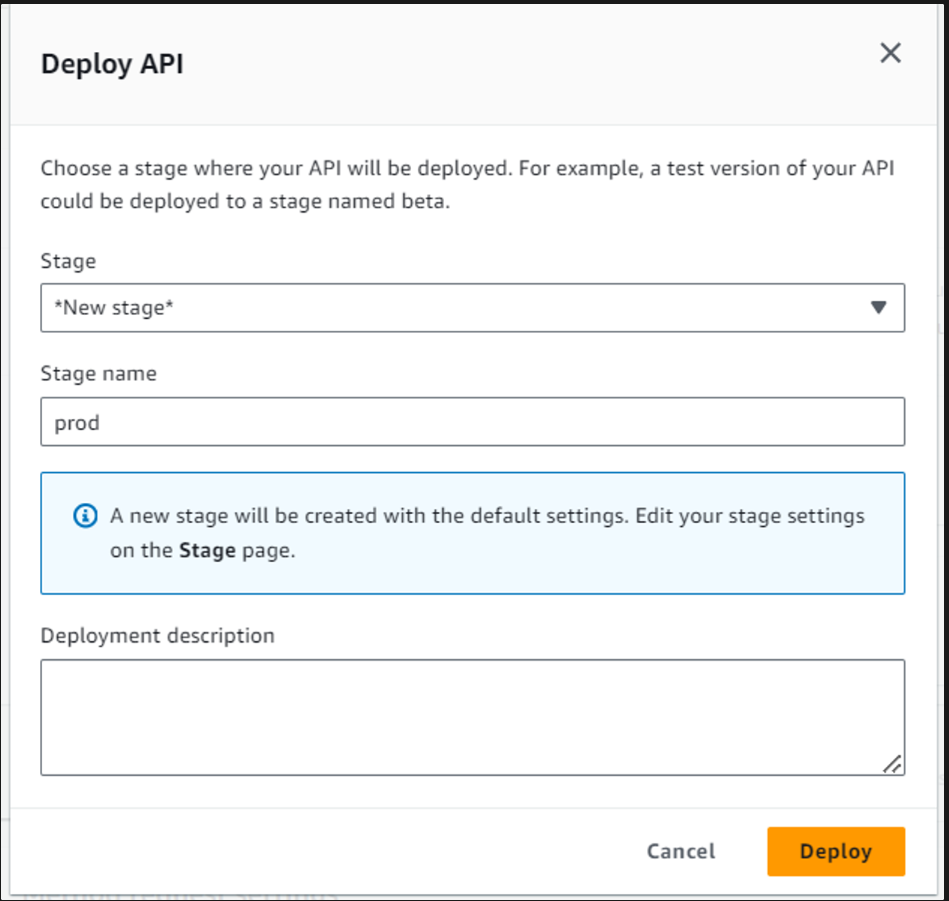 Deploy API
Choose a stage where your API will be deployed. For example, a test version of your API
could be deployed to a stage named beta.
Stage
*New stage*
Stage name
prod
A new stage will be created with the default settings. Edit your stage settings
on the Stage page.
Deployment description
Cancel
Deploy